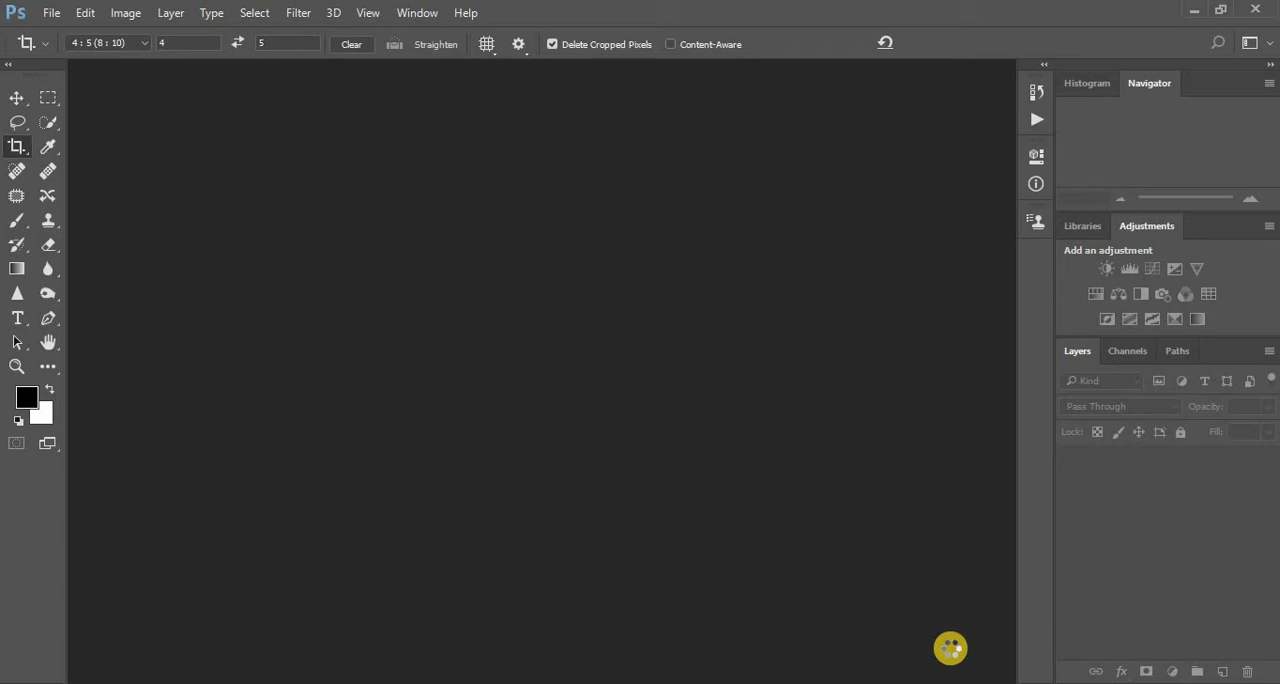 Ps File Edit Image Layer Type Select Filter 3D View Window Help
4 : 5 (8 : 10) 4 5 Clear Straighten Delete Cropped Pixels Content-Aware
Histogram Navigator
Libraries Adjustments
Add an adjustment
Layers Channels Paths
Kind
Pass Through Opacity:
Lock: Fill: